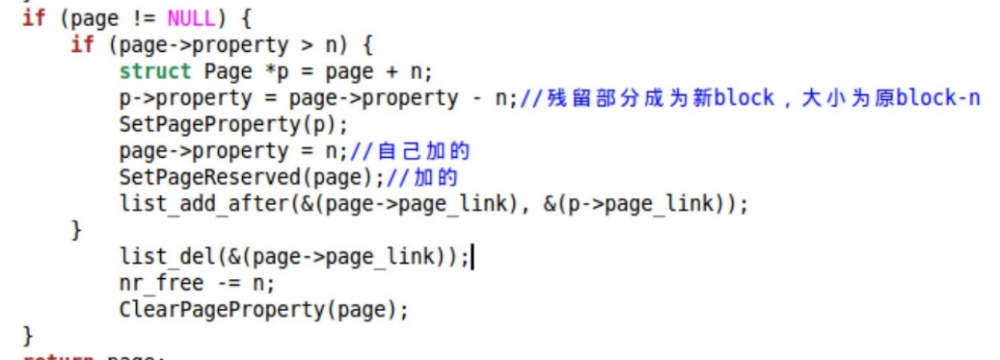 if (page != NULL) {
    if (page->property > n) {
        struct Page *p = page + n;
        p->property = page->property - n;//残留部分成为新block，大小为原block-n
        SetPageProperty(p);
        page->property = n;//自己加的
        SetPageReserved(page);//加的
        list_add_after(&(page->page_link), &(p->page_link));
    }
        list_del(&(page->page_link));
        nr_free -= n;
        ClearPageProperty(page);
}
return page;